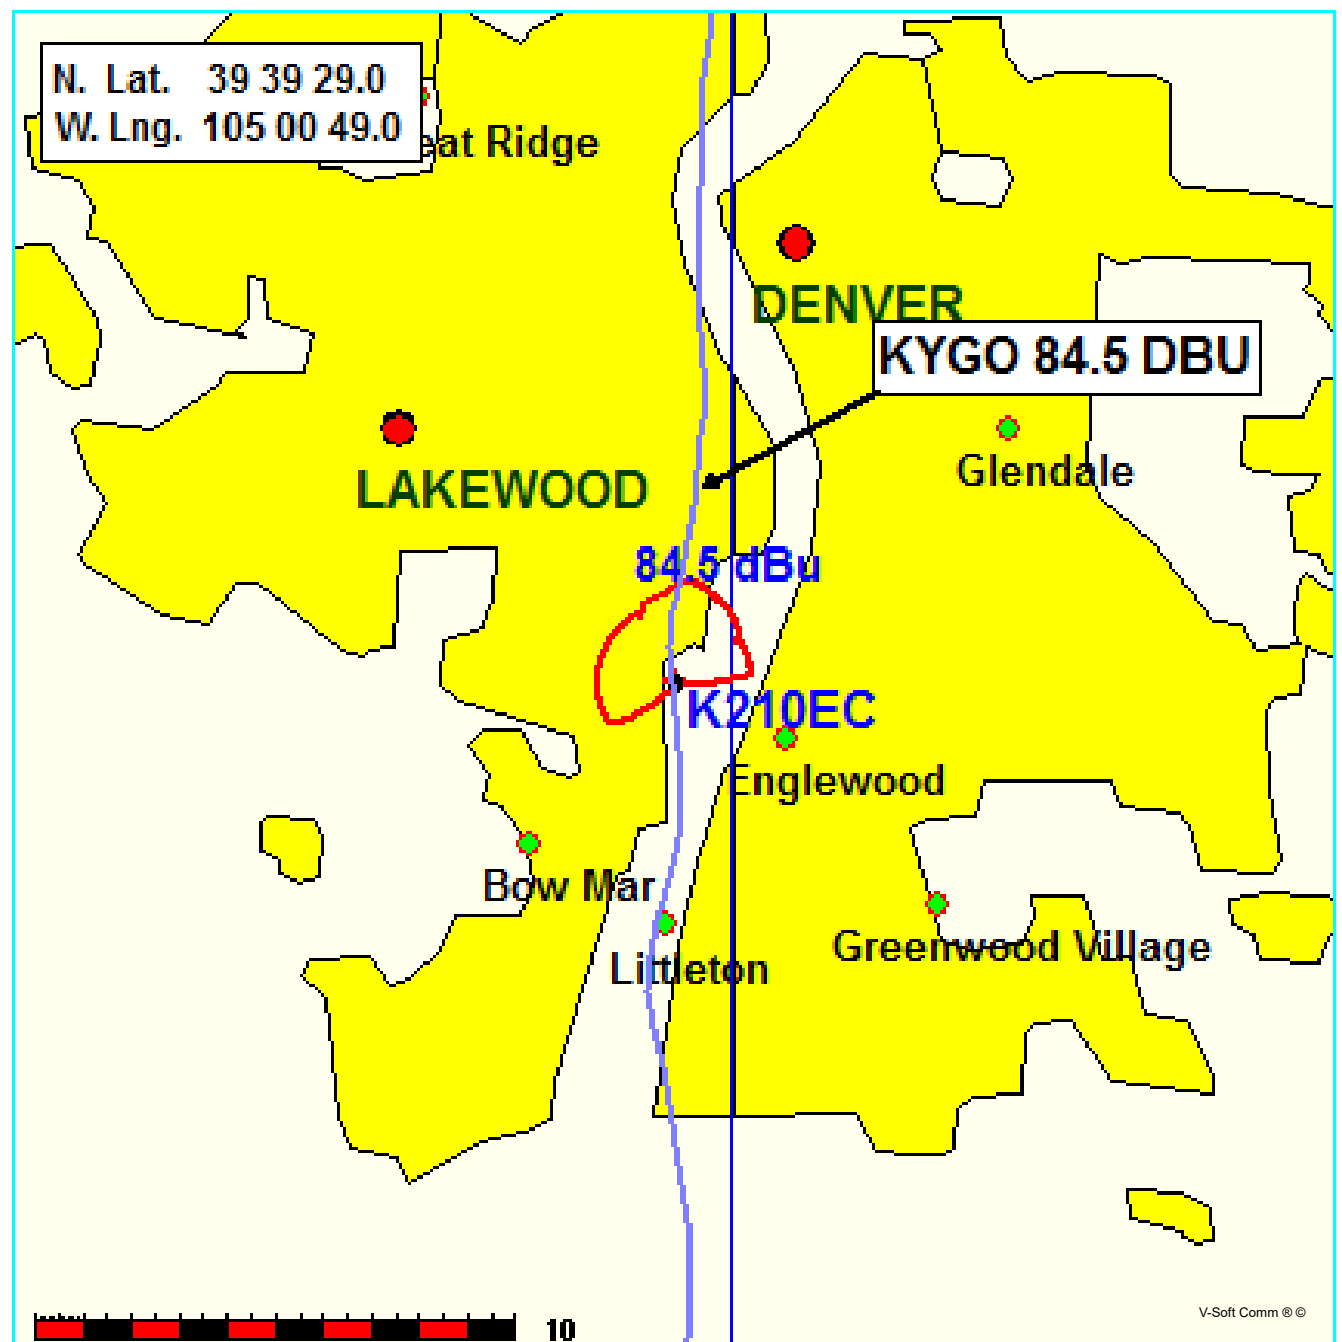 N. Lat. 39 39 29.0
W. Lng. 105 00 49.0
eat Ridge
DENVER
KYGO 84.5 DBU
Glendale
LAKEWOOD
84.5 dBu
K210EC
Englewood
Bow Mar
Greenwood Village
Littleton
V-Soft Comm ® ©
10